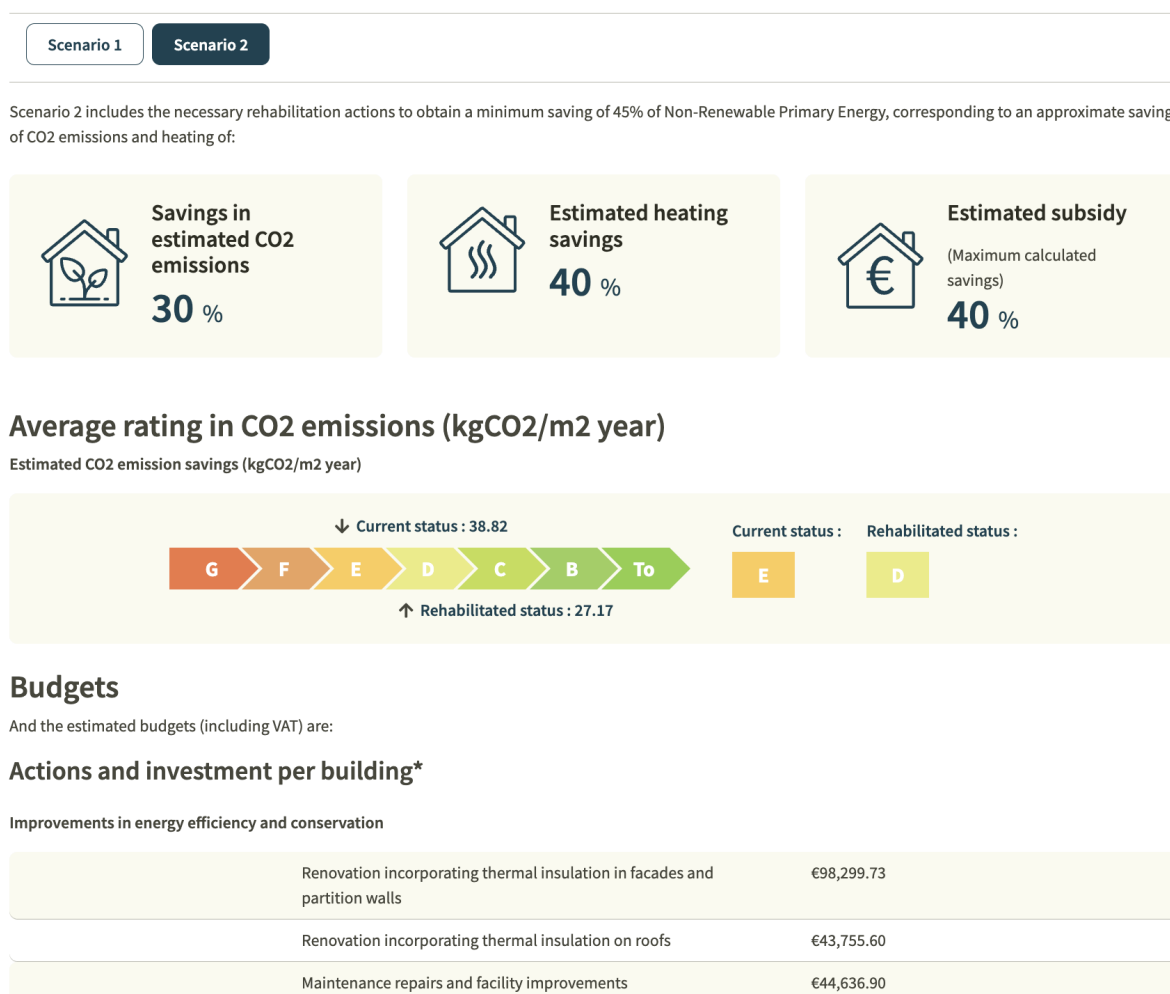 Scenario 1
Scenario 2
Scenario 2 includes the necessary rehabilitation actions to obtain a minimum saving of 45% of Non-Renewable Primary Energy, corresponding to an approximate saving
of CO2 emissions and heating of:
Savings in
estimated CO2
emissions
30 %
Estimated heating
savings
40 %
Estimated subsidy
(Maximum calculated
savings)
40 %
Average rating in CO2 emissions (kgCO2/m2 year)
Estimated CO2 emission savings (kgCO2/m2 year)
Current status : 38.82
G F E D C B To
Rehabilitated status : 27.17
Current status :
E
Rehabilitated status :
D
Budgets
And the estimated budgets (including VAT) are:
Actions and investment per building*
Improvements in energy efficiency and conservation
Renovation incorporating thermal insulation in facades and
partition walls
€98,299.73
Renovation incorporating thermal insulation on roofs
€43,755.60
Maintenance repairs and facility improvements
€44,636.90